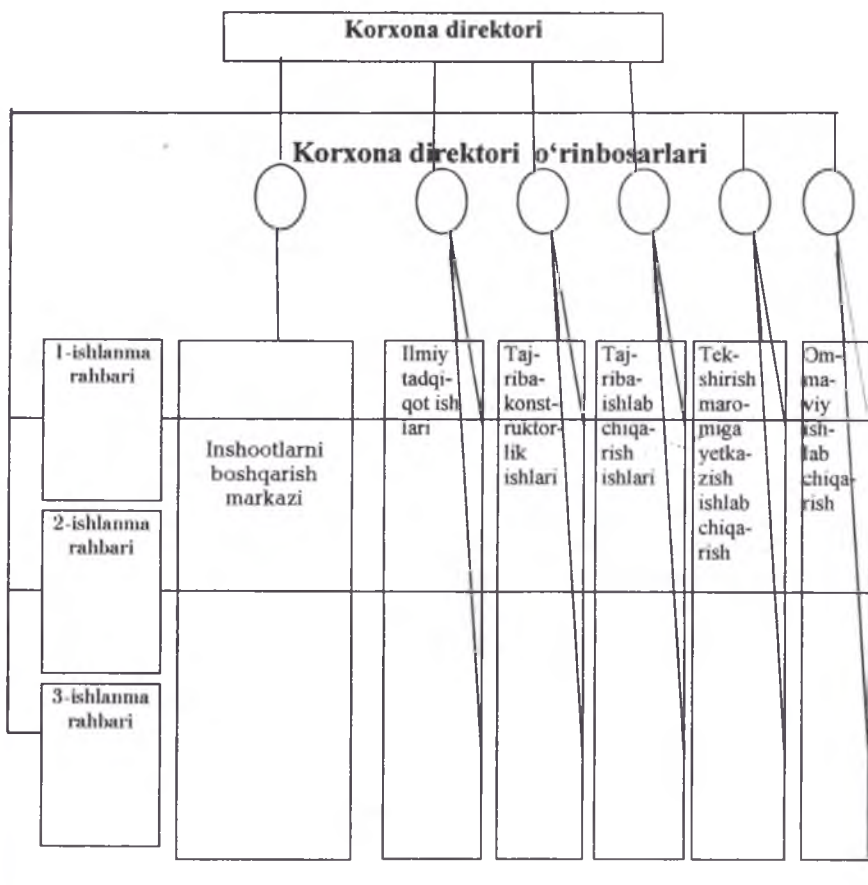 Korxona direktori
Korxona direktori o‘rinbosarlari
1-ishlanma
rahbari
2-ishlanma
rahbari
3-ishlanma
rahbari
Inshootlarni
boshqarish
markazi
Ilmiy
tadqi-
qot ish
lari
Taj-
riba-
konst-
ruktor-
lik
ishlari
Taj-
riba-
ishlab
chiqa-
rish
ishlari
Tek-
shirish
maro-
miga
yetka-
zish
ishlab
chiqa-
rish
Om-
ma-
viy
ish-
lab
chiqa-
rish